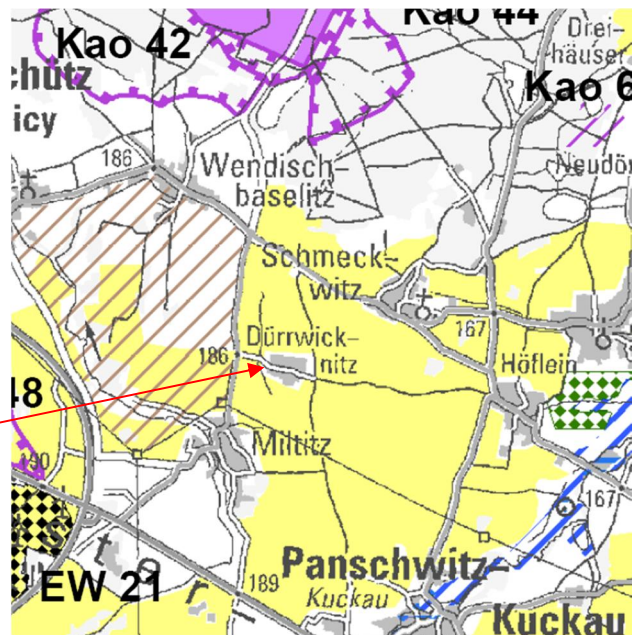 Kao 44
Kao 42
Drei-
häuser
chütz
icy
Kao 6
186
Wendisch-
baselitz
Neudör
Schmeck-
witz
167
Dürrwick-
nitz
186
Höflein
48
Miltitz
190
167
s
t
e
r
EW 21
189
Panschwitz-
Kuckau
Kuckau